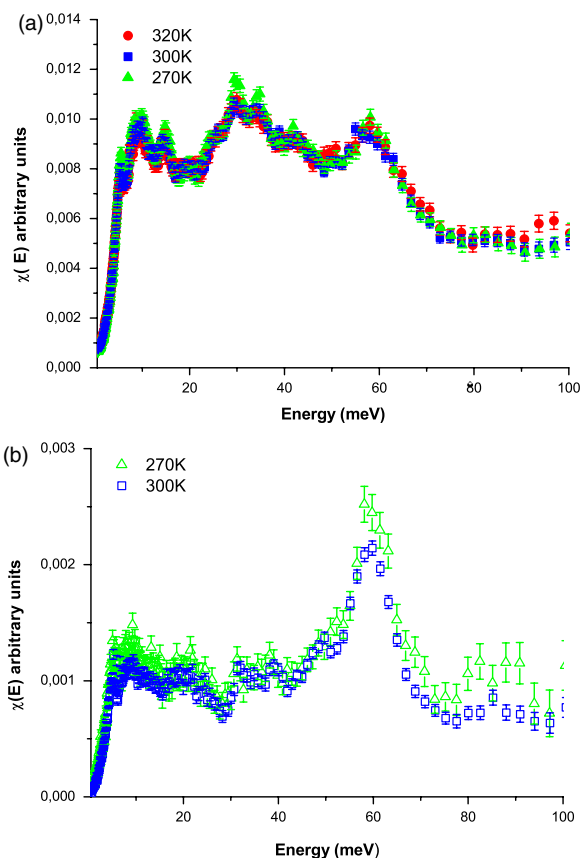 (a)
320K
300K
270K
0,014
0,012
0,010
0,008
0,006
0,004
0,002
0,000
χ( E) arbitrary units
20
40
60
80
100
Energy (meV)
(b)
270K
300K
0,003
0,002
0,001
0,000
χ(E) arbitrary units
20
40
60
80
100
Energy (meV)